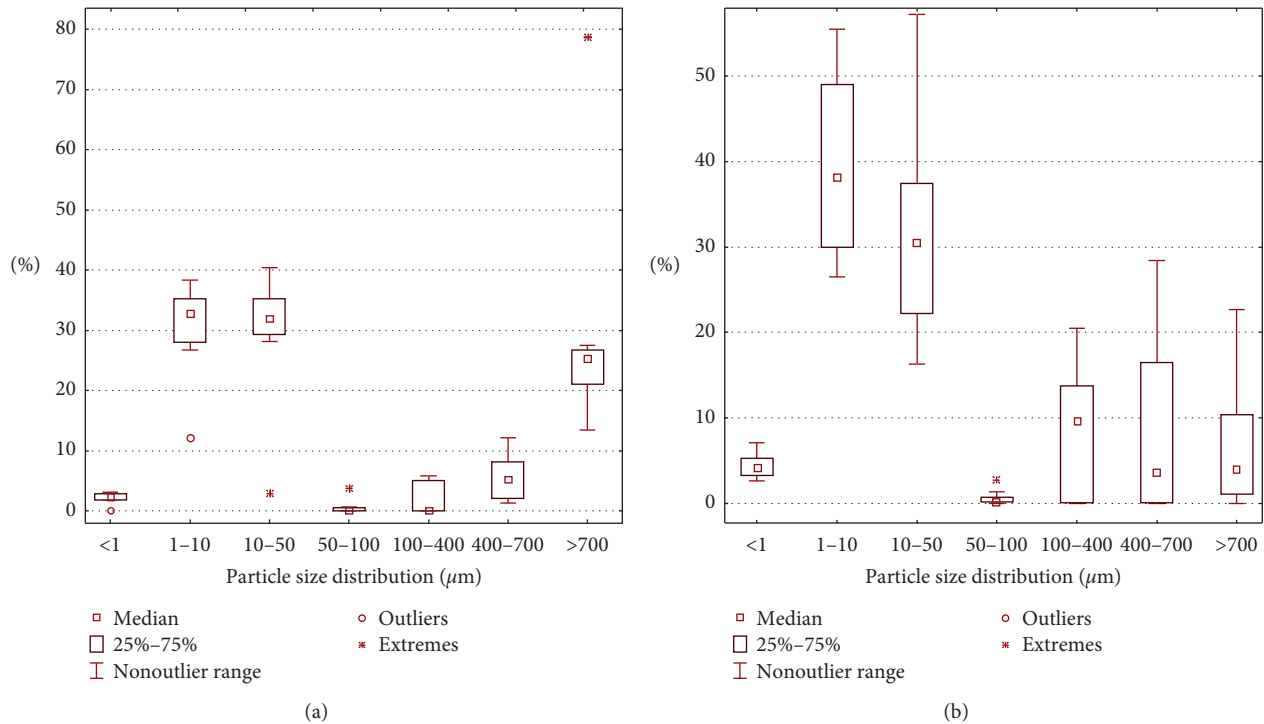 80
70
60
50
40
30
20
10
0
(%)
<1 1–10 10–50 50–100 100–400 400–700 >700
Particle size distribution (μm)
Median Outliers
25%–75% Extremes
Nonoutlier range
(a)
50
40
30
20
10
0
(%)
<1 1–10 10–50 50–100 100–400 400–700 >700
Particle size distribution (μm)
Median Outliers
25%–75% Extremes
Nonoutlier range
(b)